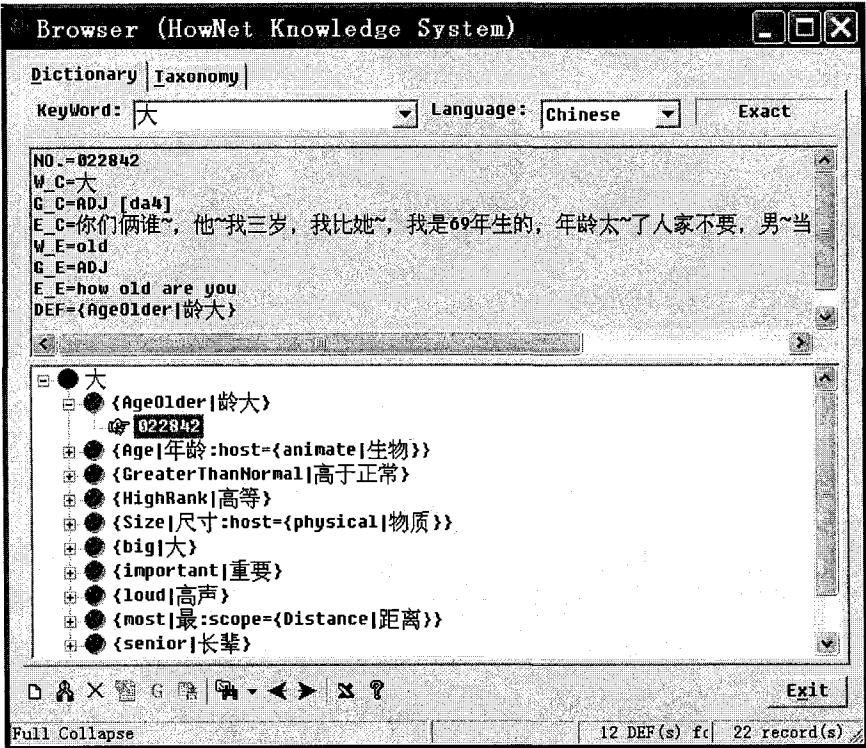 Browser (HowNet Knowledge System)
Dictionary Taxonomy
KeyWord: 大 Language: Chinese Exact
NO.=022842
W_C=大
G_C=ADJ [da4]
E_C=你们俩谁~，他~我三岁，我比她~，我是69年生的，年龄太~了人家不要，男~当
W_E=old
G_E=ADJ
E_E=how old are you
DEF={AgeOlder|龄大}
大
{AgeOlder|龄大}
022842
{Age|年龄:host={animate|生物}}
{GreaterThanNormal|高于正常}
{HighRank|高等}
{Size|尺寸:host={physical|物质}}
{big|大}
{important|重要}
{loud|高声}
{most|最:scope={Distance|距离}}
{senior|长辈}
G Exit
Full Collapse 12 DEF(s) fo 22 record(s)